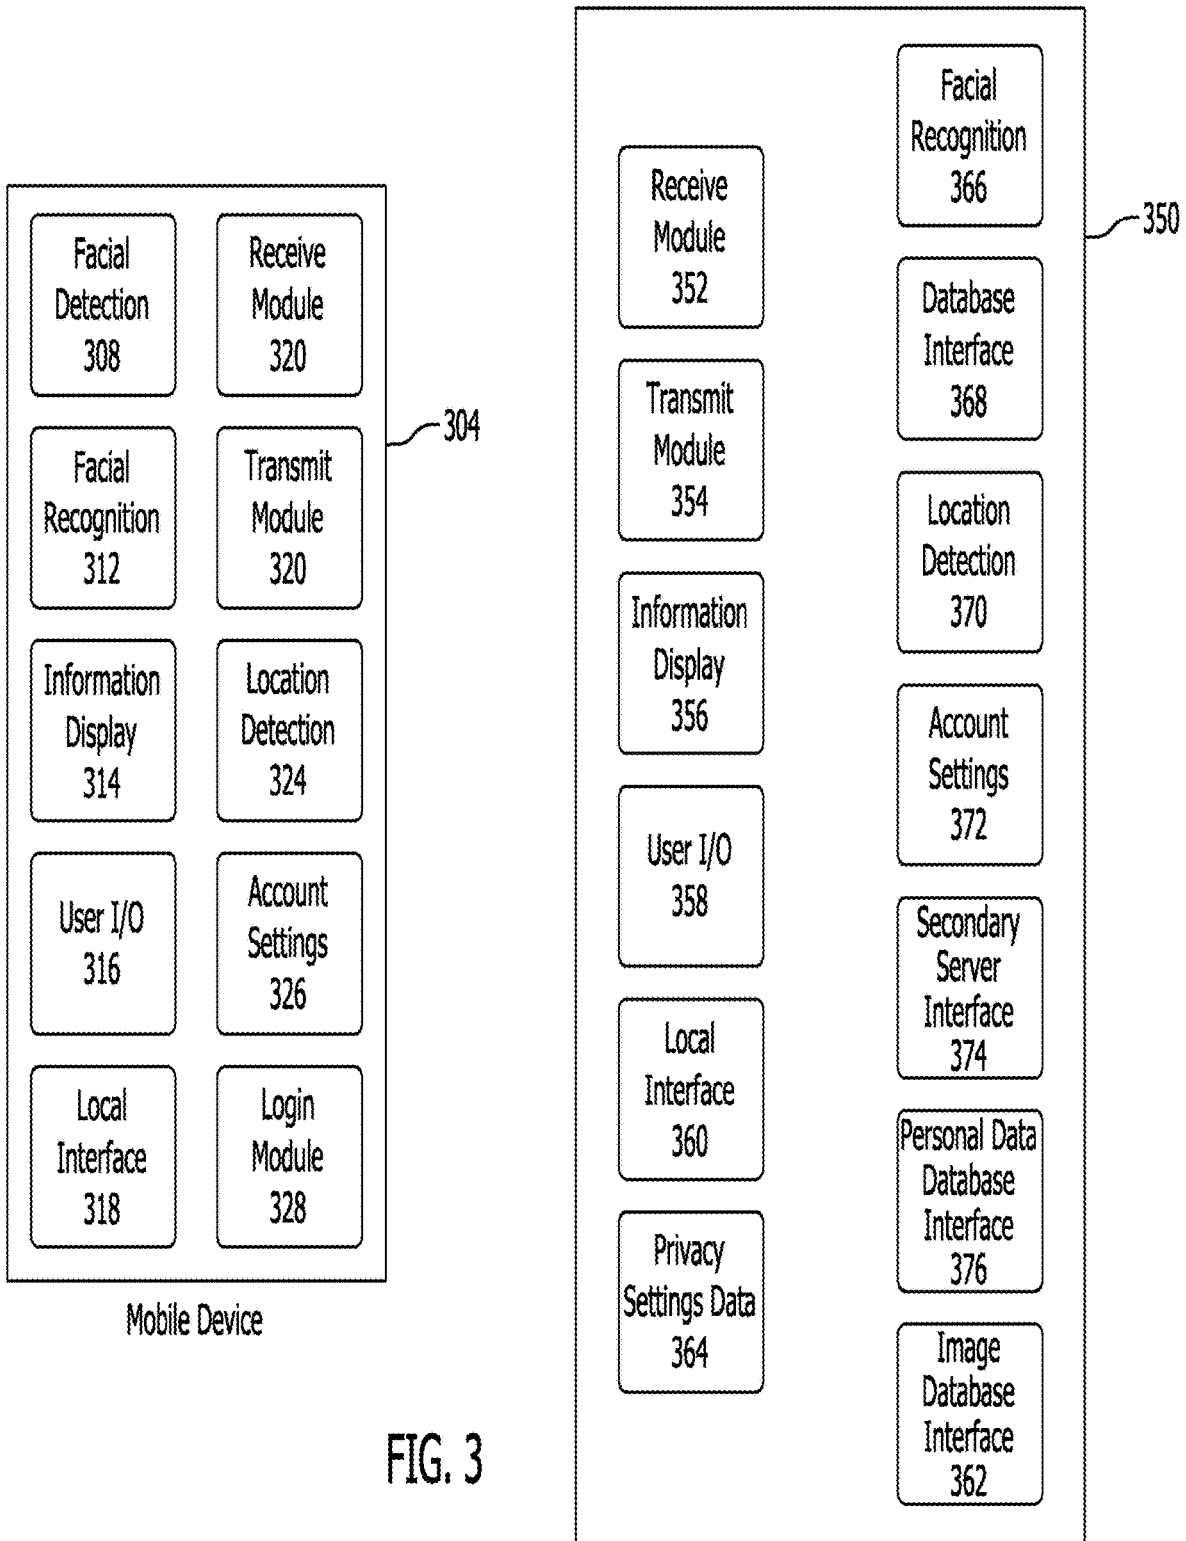 Facial
Detection
308
Receive
Module
320
Facial
Recognition
312
Transmit
Module
320
Information
Display
314
Location
Detection
324
User I/O
316
Account
Settings
326
Local
Interface
318
Login
Module
328
304
Mobile Device
Receive
Module
352
Transmit
Module
354
Information
Display
356
User I/O
358
Local
Interface
360
Privacy
Settings Data
364
Facial
Recognition
366
Database
Interface
368
Location
Detection
370
Account
Settings
372
Secondary
Server
Interface
374
Personal Data
Database
Interface
376
Image
Database
Interface
362
350
FIG. 3